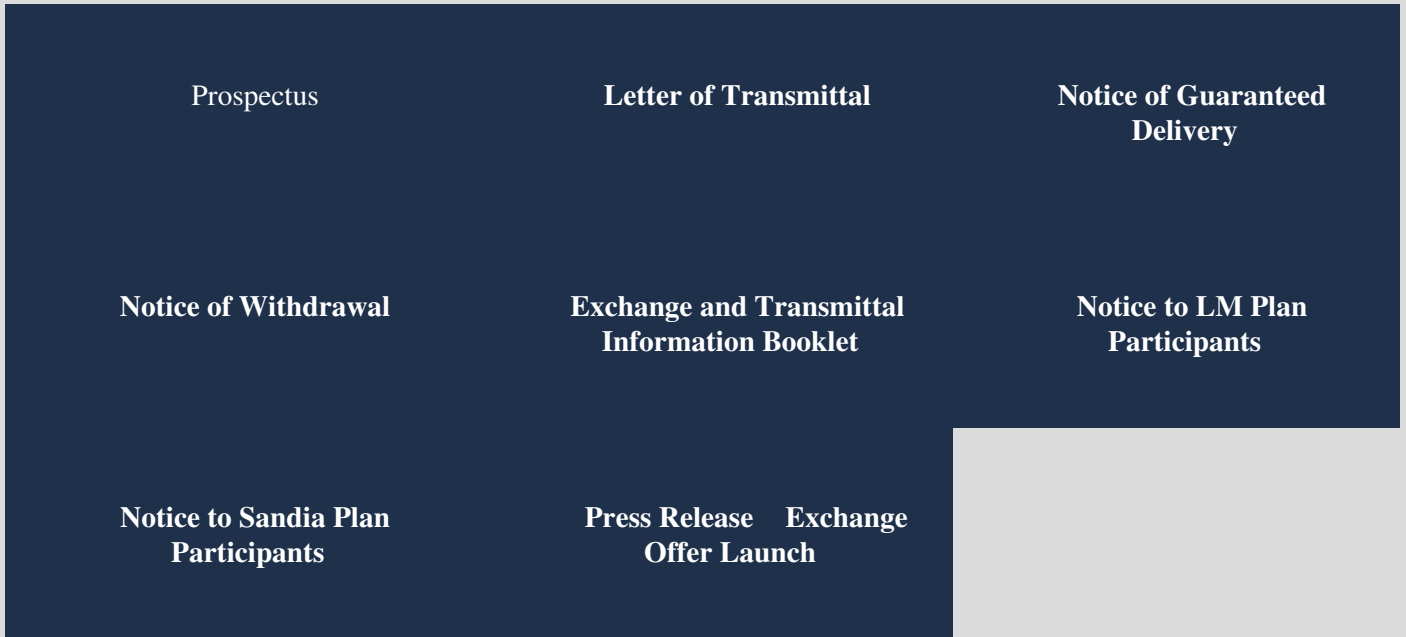 Prospectus
Letter of Transmittal
Notice of Guaranteed
Delivery
Notice of Withdrawal
Exchange and Transmittal
Information Booklet
Notice to LM Plan
Participants
Notice to Sandia Plan
Participants
Press Release Exchange
Offer Launch